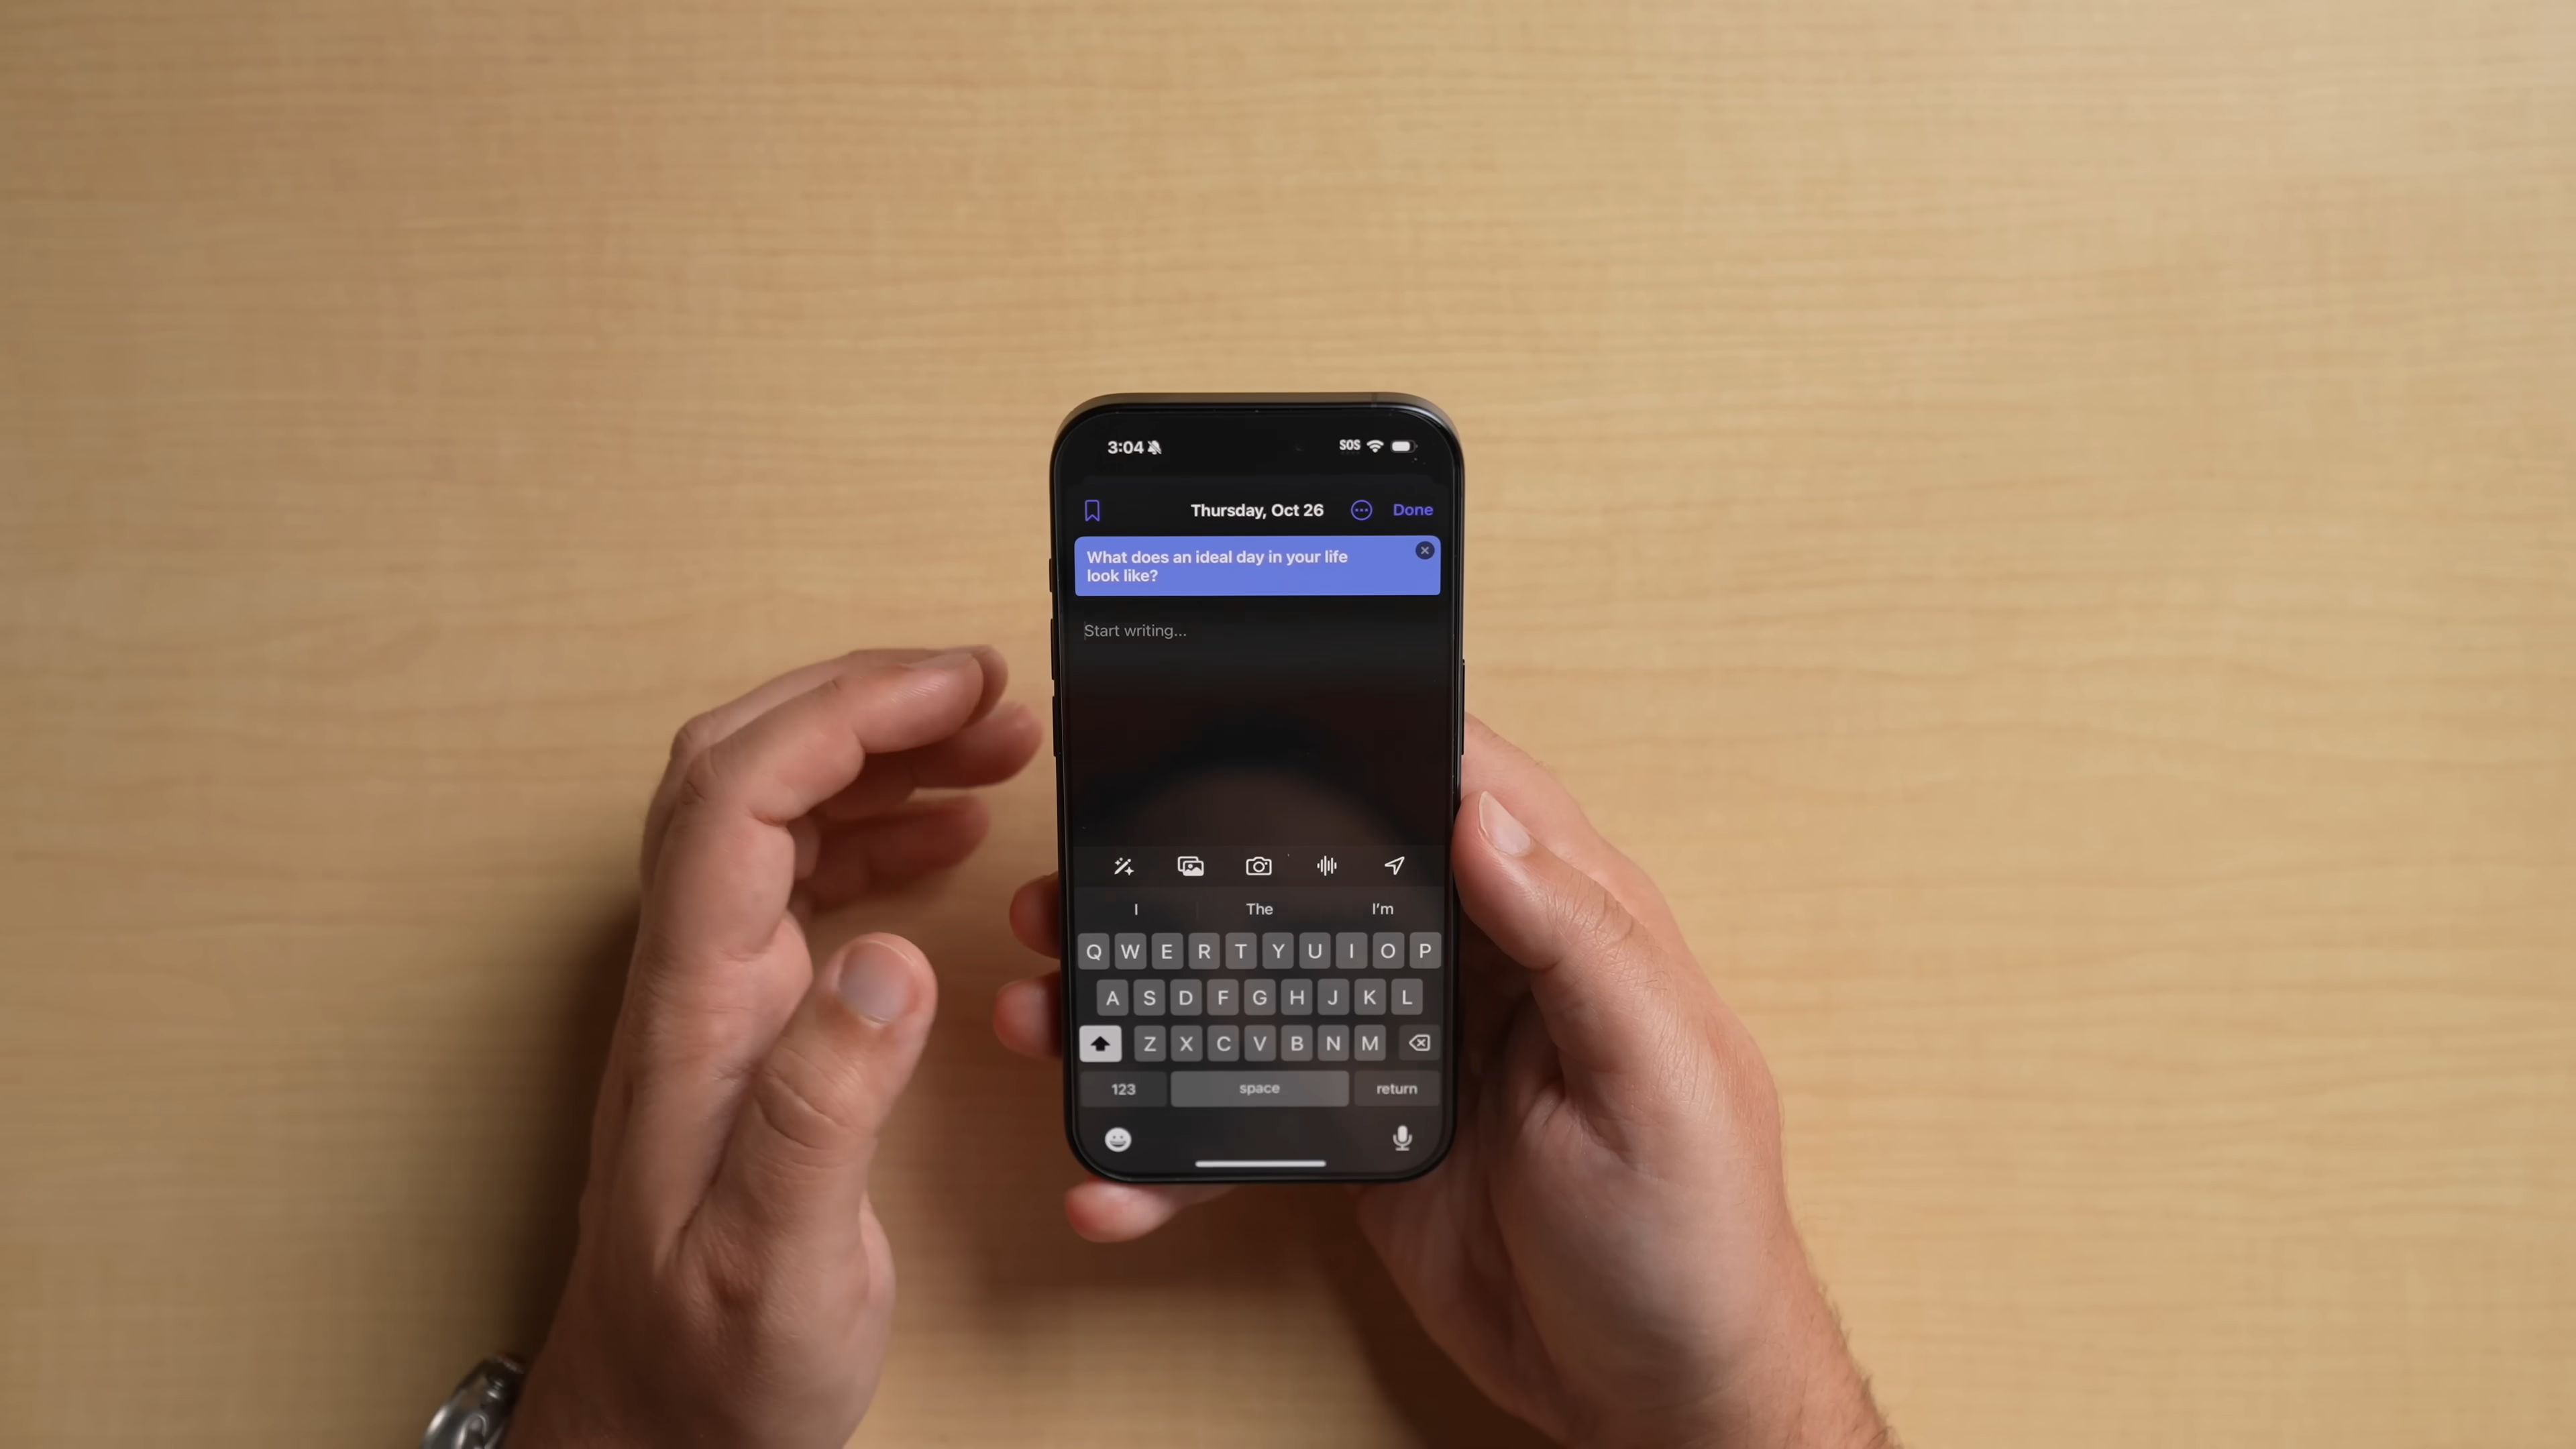 3:04 SOS
Thursday, Oct 26 Done
What does an ideal day in your life
look like?
Start writing...
I The I'm
Q W E R T Y U I O P
A S D F G H J K L
Z X C V B N M
123 space return